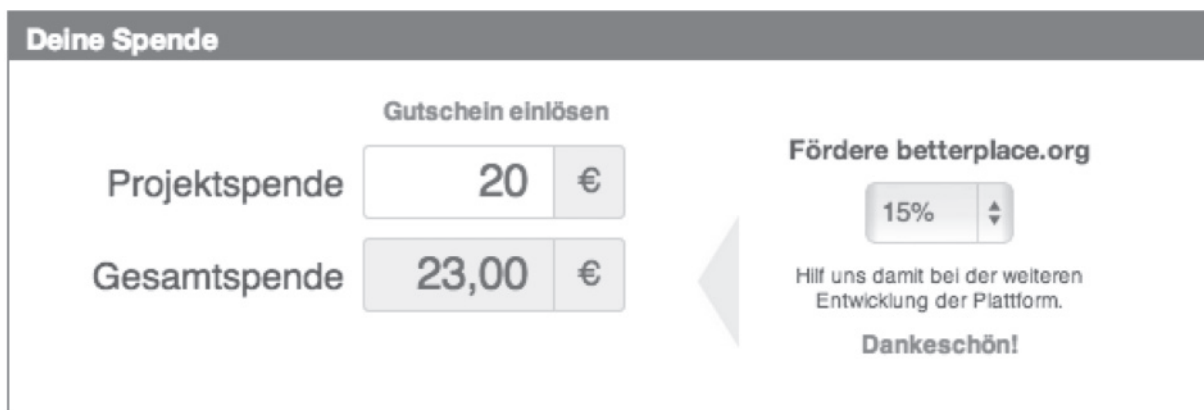 Deine Spende
Gutschein einlösen
Projektspende 20 €
Gesamtspende 23,00 €
Fördere betterplace.org
15%
Hilf uns damit bei der weiteren
Entwicklung der Plattform.
Dankeschön!